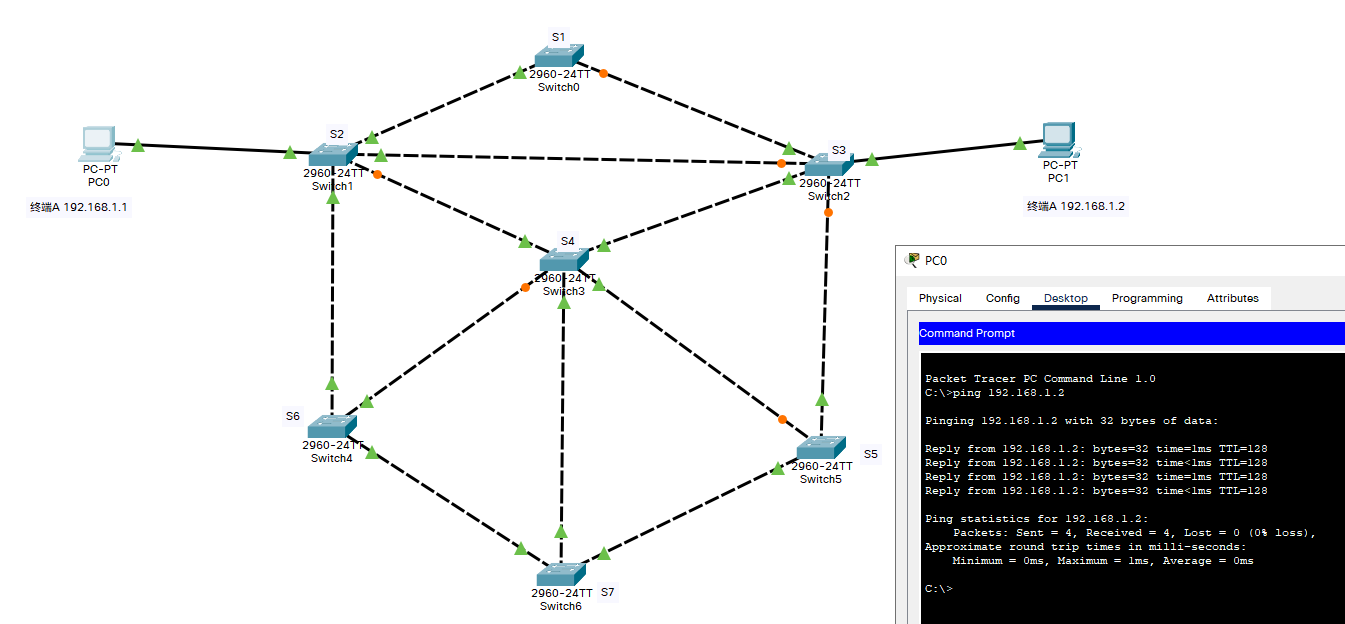 S1
2960-24TT
Switch0
S2
2960-24TT
Switch1
S3
2960-24TT
Switch2
PC-PT
PC0
终端A 192.168.1.1
PC-PT
PC1
终端A 192.168.1.2
S4
2960-24TT
Switch3
S6
2960-24TT
Switch4
S5
2960-24TT
Switch5
S7
2960-24TT
Switch6
PC0
Physical Config Desktop Programming Attributes
Command Prompt
Packet Tracer PC Command Line 1.0
C:\>ping 192.168.1.2
Pinging 192.168.1.2 with 32 bytes of data:
Reply from 192.168.1.2: bytes=32 time=1ms TTL=128
Reply from 192.168.1.2: bytes=32 time<1ms TTL=128
Reply from 192.168.1.2: bytes=32 time=1ms TTL=128
Reply from 192.168.1.2: bytes=32 time<1ms TTL=128
Ping statistics for 192.168.1.2:
Packets: Sent = 4, Received = 4, Lost = 0 (0% loss),
Approximate round trip times in milli-seconds:
Minimum = 0ms, Maximum = 1ms, Average = 0ms
C:\>